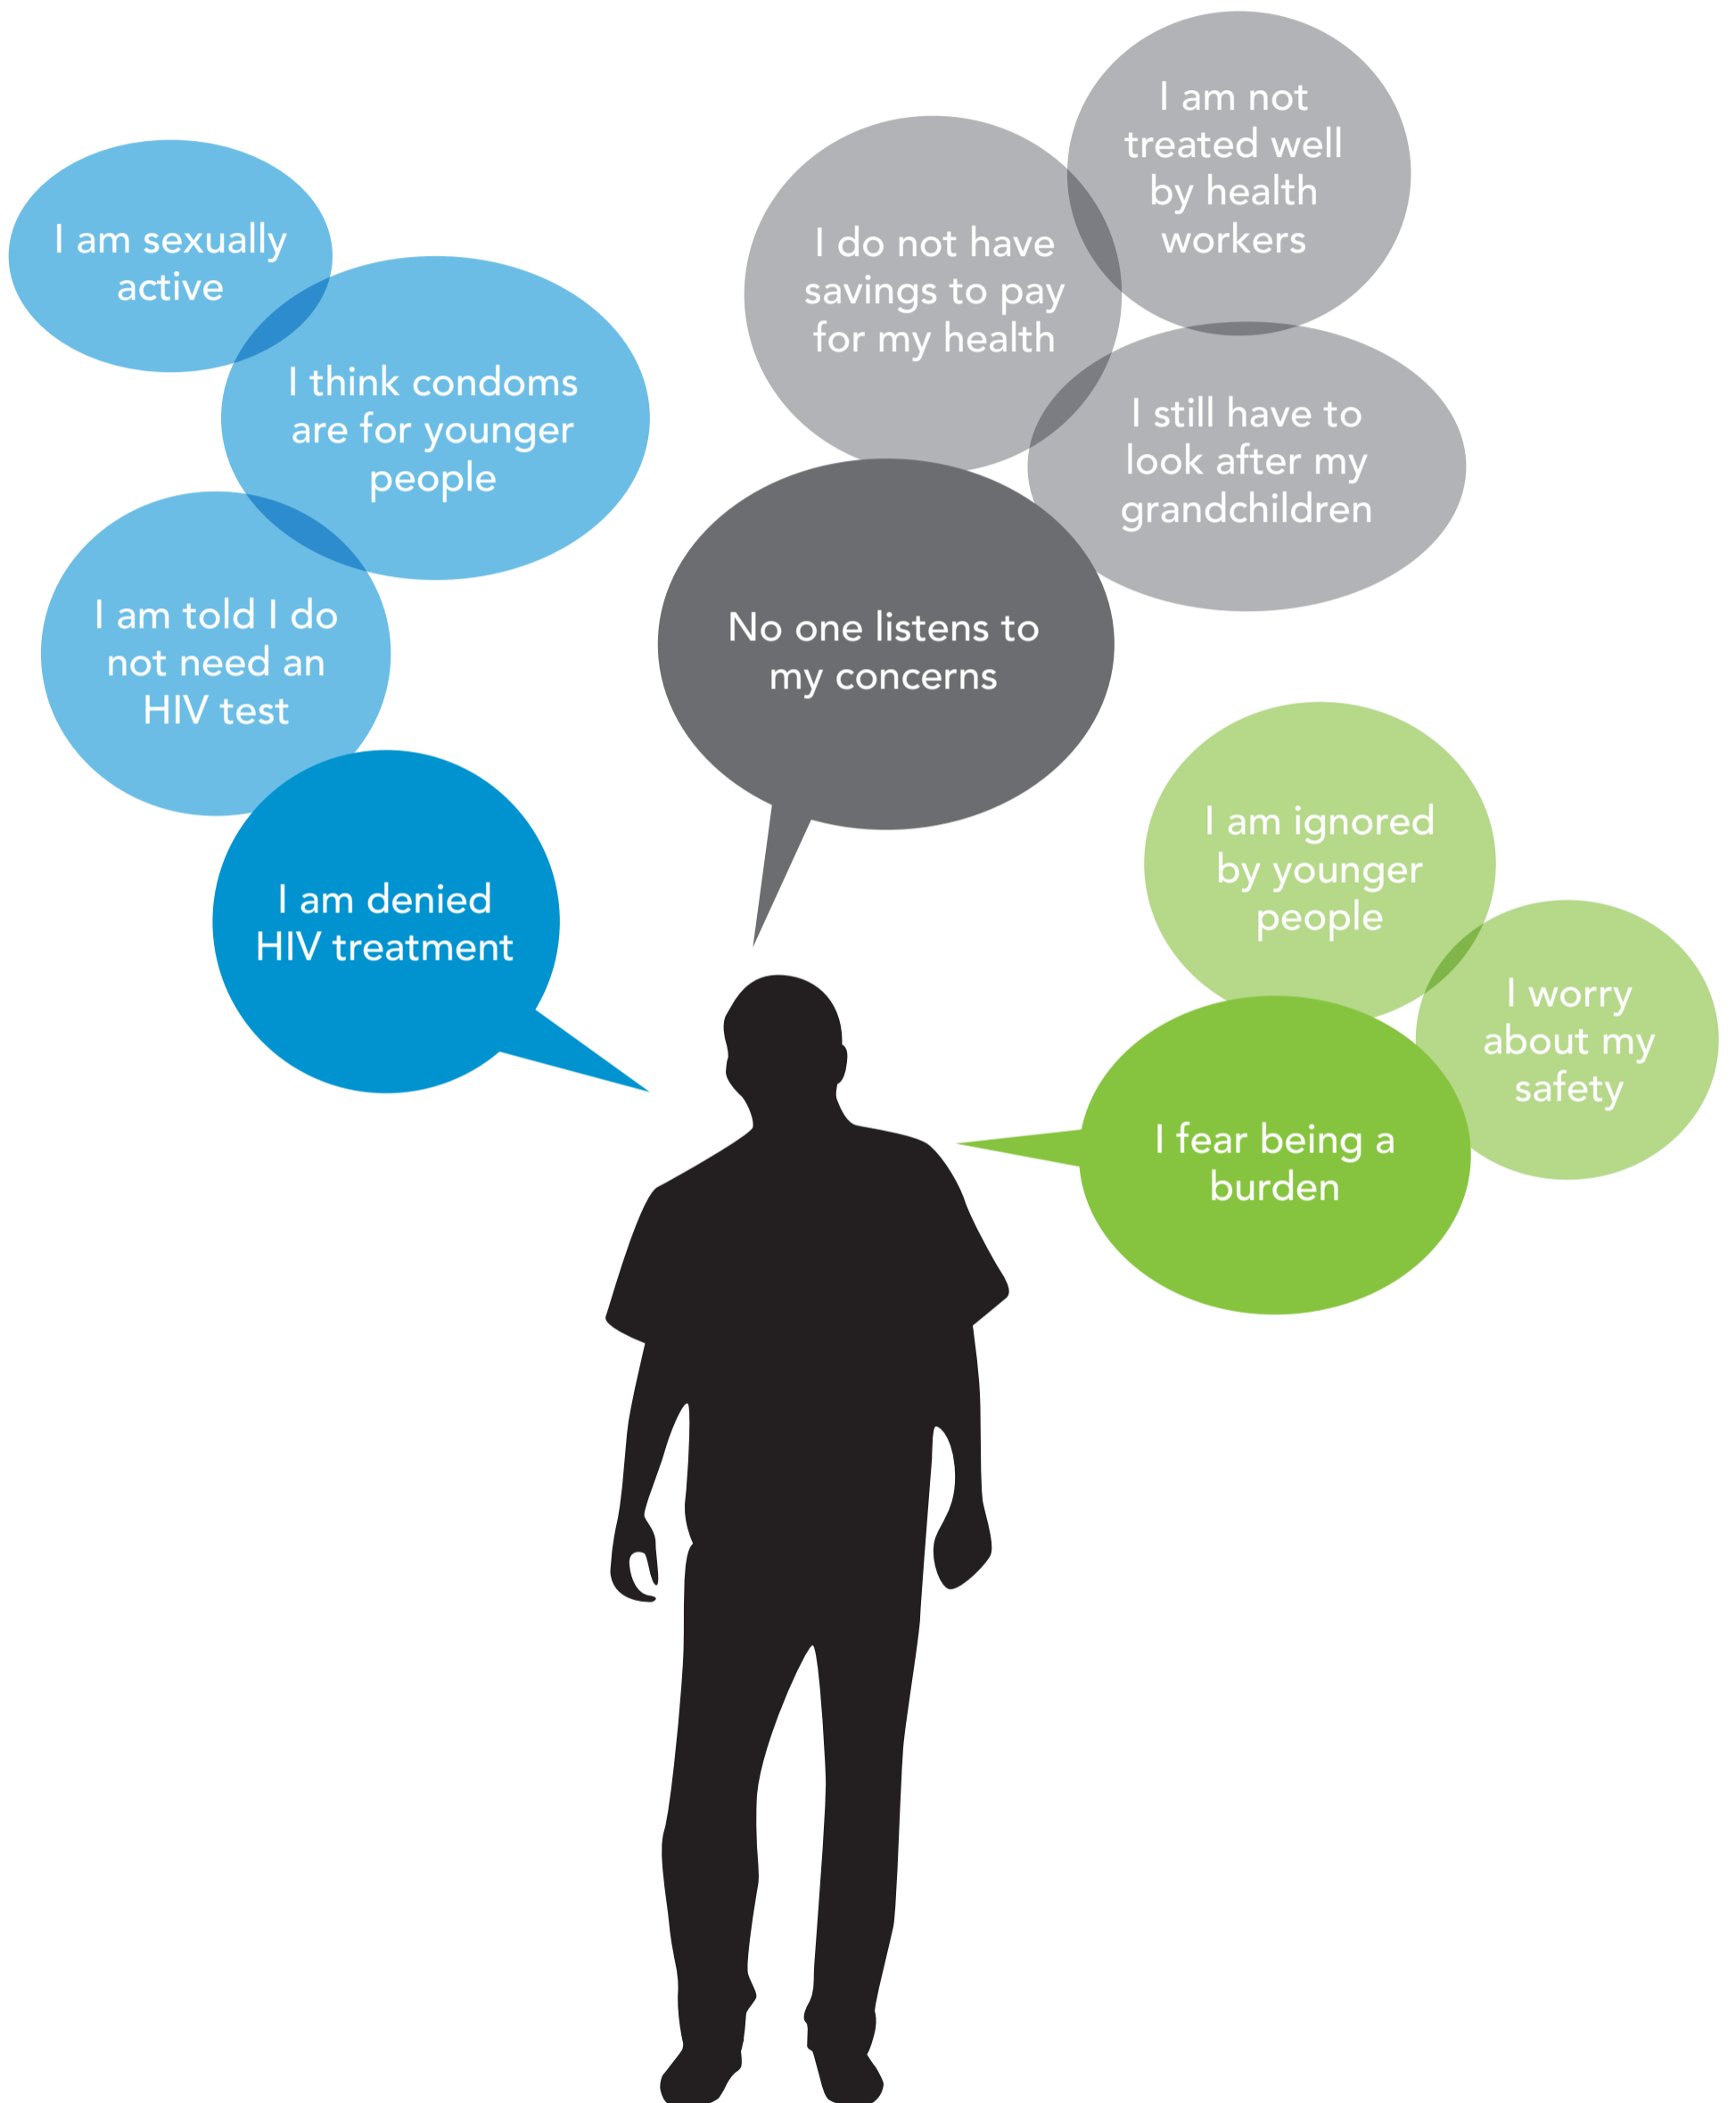 I am sexually
active
I think condoms
are for younger
people
I am told I do
not need an
HIV test
I am denied
HIV treatment
I am not
treated well
by health
workers
I do not have
savings to pay
for my health
I still have to
look after my
grandchildren
No one listens to
my concerns
I am ignored
by younger
people
I worry
about my
safety
I fear being a
burden